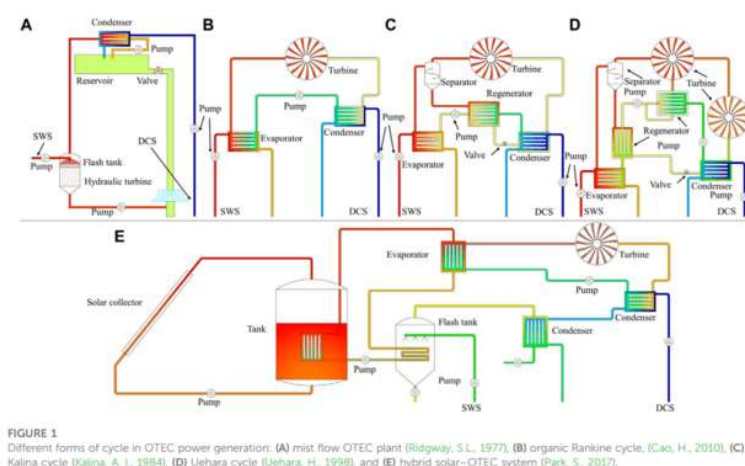 A
Condenser
Pump
Reservoir
Valve
SWS
Pump
Flash tank
Hydraulic turbine
Pump
DCS
Pump
B
Turbine
Pump
Evaporator
Condenser
SWS
DCS
Pump
C
Separator
Turbine
Regenerator
Pump
Evaporator
Valve
Condenser
SWS
DCS
Pump
D
Separator
Pump
Turbine
Regenerator
Pump
Valve
Condenser
Pump
SWS
Evaporator
DCS
E
Solar collector
Tank
Pump
Evaporator
Turbine
Pump
Condenser
Flash tank
Condenser
Pump
Pump
SWS
DCS
FIGURE 1
Different forms of cycle in OTEC power generation: (A) mist flow OTEC plant (Ridgway, S.L., 1977), (B) organic Rankine cycle, (Cao, H., 2010), (C)
Kalina cycle (Kalina, A. I., 1984), (D) Uehara cycle (Uehara, H., 1998), and (E) hybrid solar–OTEC system (Park, S., 2017).